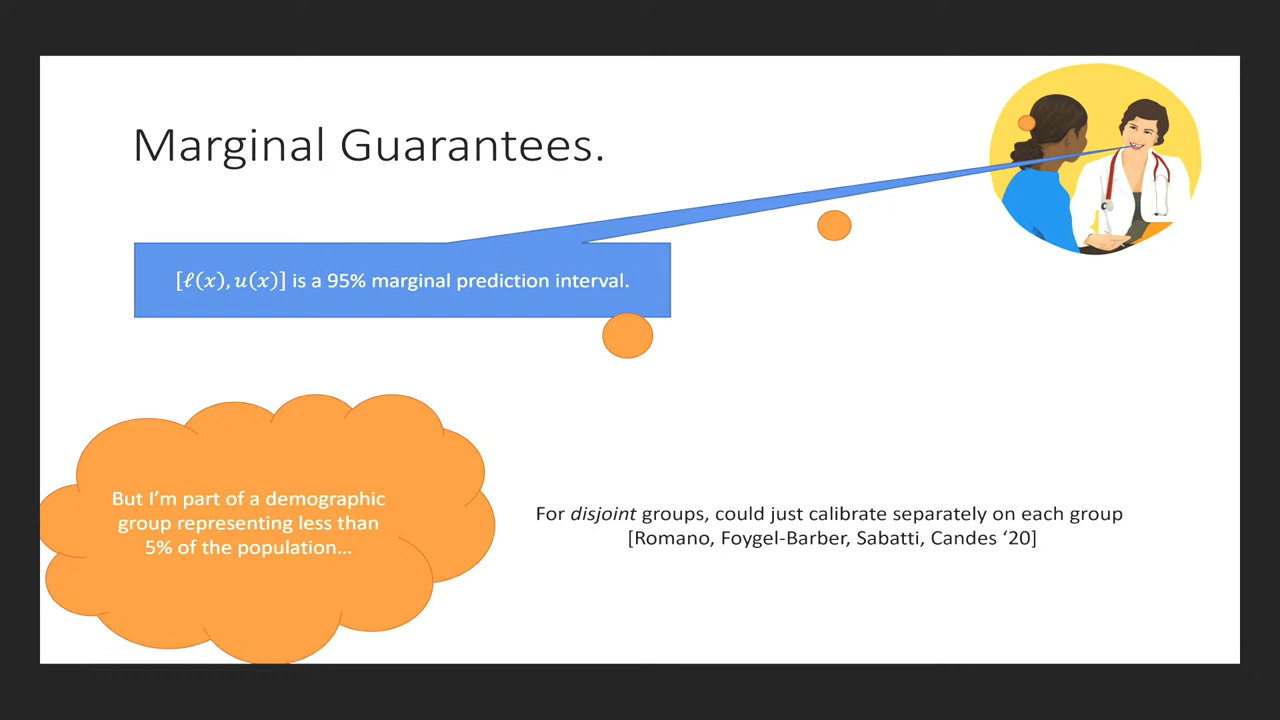 Marginal Guarantees.
[ℓ(x), u(x)] is a 95% marginal prediction interval.
But I’m part of a demographic
group representing less than
5% of the population…
For disjoint groups, could just calibrate separately on each group
[Romano, Foygel-Barber, Sabatti, Candes ‘20]